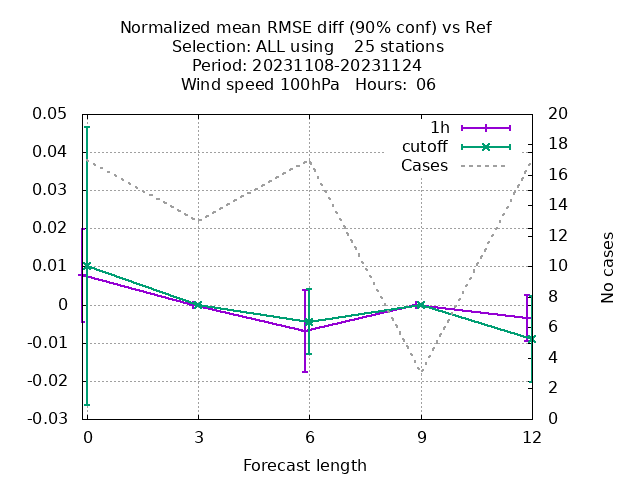 Normalized mean RMSE diff (90% conf) vs Ref
Selection: ALL using    25 stations
Period: 20231108-20231124
Wind speed 100hPa   Hours:  06
0.05
0.04
0.03
0.02
0.01
0
-0.01
-0.02
-0.03
1h
cutoff
Cases
20
18
16
14
12
10
8
6
4
2
0
No cases
0
3
6
9
12
Forecast length